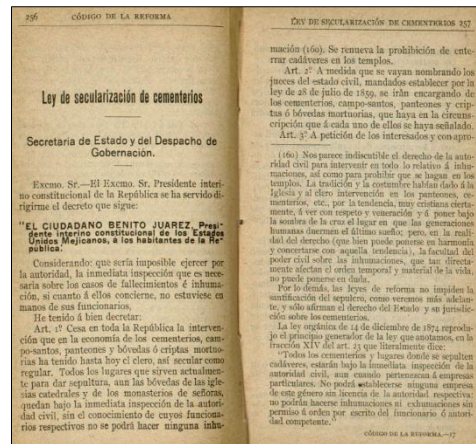 256 CÓDIGO DE LA REFORMA
Ley de secularización de cementerios
Secretaria de Estado y del Despacho de
Gobernación.
Excmo. Sr.—El Excmo. Sr. Presidente interi-
no constitucional de la República se ha servido di-
rigirme el decreto que sigue:
"EL CIUDADANO BENITO JUAREZ, Presi-
dente interino constitucional de los Estados
Unidos Mejicanos, á los habitantes de la Re-
pública.
Considerando: que sería imposible ejercer por
la autoridad, la inmediata inspección que es nece-
saria sobre los casos de fallecimientos é inhuma-
ción, si cuanto á ellos concierne, no estuviese en
manos de sus funcionarios,
He tenido á bien decretar:
Art. 1º Cesa en toda la República la interven-
ción que en la economía de los cementerios, cam-
po-santos, panteones y bóvedas ó criptas mortuo-
rias ha tenido hasta hoy el clero, así secular como
regular. Todos los lugares que sirven actualmen-
te para dar sepultura, aun las bóvedas de las igle-
sias catedrales y de los monasterios de señoras,
quedan bajo la inmediata inspección de la autori-
dad civil, sin el conocimiento de cuyos funciona-
rios respectivos no se podrá hacer ninguna inhu-
LEY DE SECULARIZACIÓN DE CEMENTERIOS 257
mación (160). Se renueva la prohibición de ente-
rrar cadáveres en los templos.
Art. 2º A medida que se vayan nombrando los
jueces del estado civil, mandados establecer por la
ley de 28 de julio de 1859, se irán encargando de
los cementerios, campo-santos, panteones y crip-
tas ó bóvedas mortuorias, que haya en la circuns-
cripción que á cada uno de ellos se haya señalado.
Art. 3º A petición de los interesados y con apro-
(160) Nos parece indiscutible el derecho de la auto-
ridad civil para intervenir en todo lo relativo á inhu-
maciones, así como para prohibir que se hagan en los
templos. La tradición y la costumbre habían dado á la
Iglesia y al clero intervención en los panteones, ce-
menterios, etc., por la tendencia, muy cristiana cierta-
mente, á ver con respeto y veneración y á poner bajo
la sombra de la cruz el lugar en que las generaciones
humanas duermen el último sueño; pero, en la reali-
dad del derecho (que bien puede ponerse en harmonía
y concertarse con aquella tendencia), la facultad del
poder civil sobre las inhumaciones, que tan directa-
mente afectan el orden temporal y material de la vida,
no puede ponerse en duda.
Por lo demás, las leyes de reforma no impiden la
santificación del sepulcro, como veremos más adelan-
te, y sólo afirman el derecho del Estado y su jurisdic-
ción sobre los cementerios.
La ley orgánica de 14 de diciembre de 1874 reprodu-
jo el principio generador de la ley que anotamos, en la
fracción XIV del art. 23 que literalmente dice:
"Todos los cementerios y lugares donde se sepulten
cadáveres, estarán bajo la inmediata inspección de la
autoridad civil, aun cuando pertenezcan á empresas
particulares. No podrá establecerse ninguna empresa
de este género sin licencia de la autoridad respectiva:
no podrán hacerse inhumaciones ni exhumaciones sin
permiso ú orden por escrito del funcionario ó autori-
dad competente."
CÓDIGO DE LA REFORMA.—17